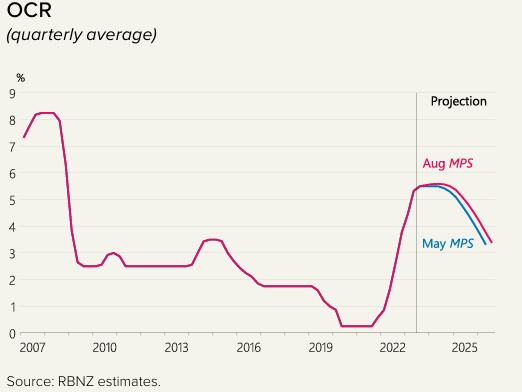 OCR
(quarterly average)
%
9
Projection
8
7
Aug MPS
6
5
4
May MPS
3
2
1
0
2007 2010 2013 2016 2019 2022 2025
Source: RBNZ estimates.